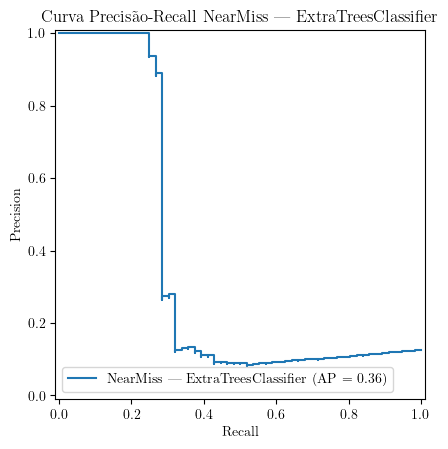 Curva Precisão-Recall NearMiss — ExtraTreesClassifier
1.0
0.8
0.6
0.4
0.2
0.0
Precision
NearMiss — ExtraTreesClassifier (AP = 0.36)
0.0 0.2 0.4 0.6 0.8 1.0
Recall